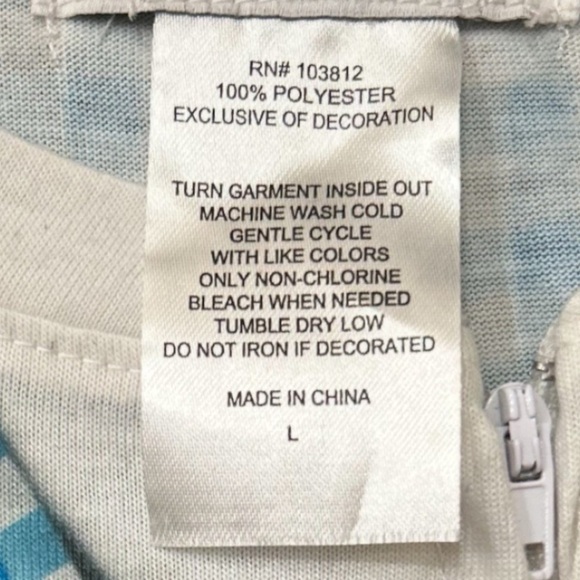 RN# 103812
100% POLYESTER
EXCLUSIVE OF DECORATION
TURN GARMENT INSIDE OUT
MACHINE WASH COLD
GENTLE CYCLE
WITH LIKE COLORS
ONLY NON-CHLORINE
BLEACH WHEN NEEDED
TUMBLE DRY LOW
DO NOT IRON IF DECORATED
MADE IN CHINA
L